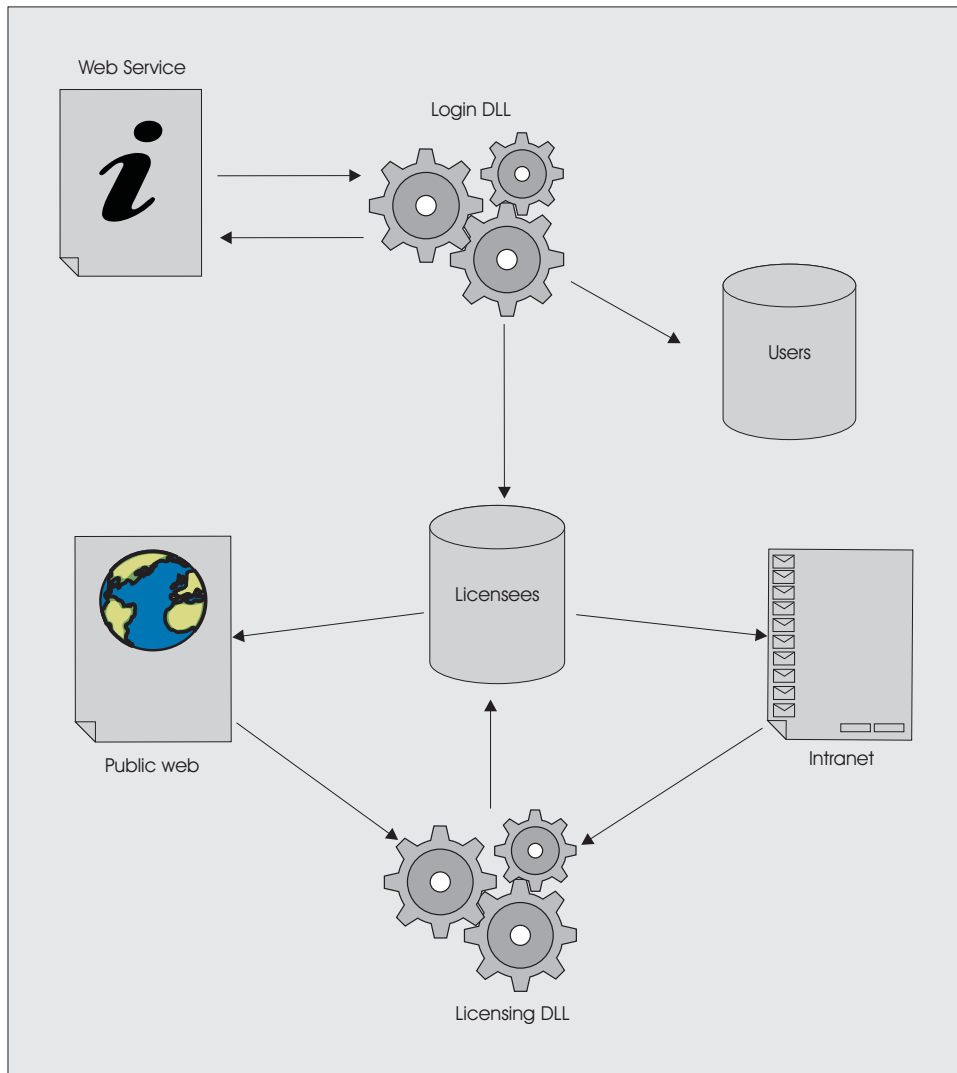 Web Service
Login DLL
Users
Licensees
Public web
Intranet
Licensing DLL